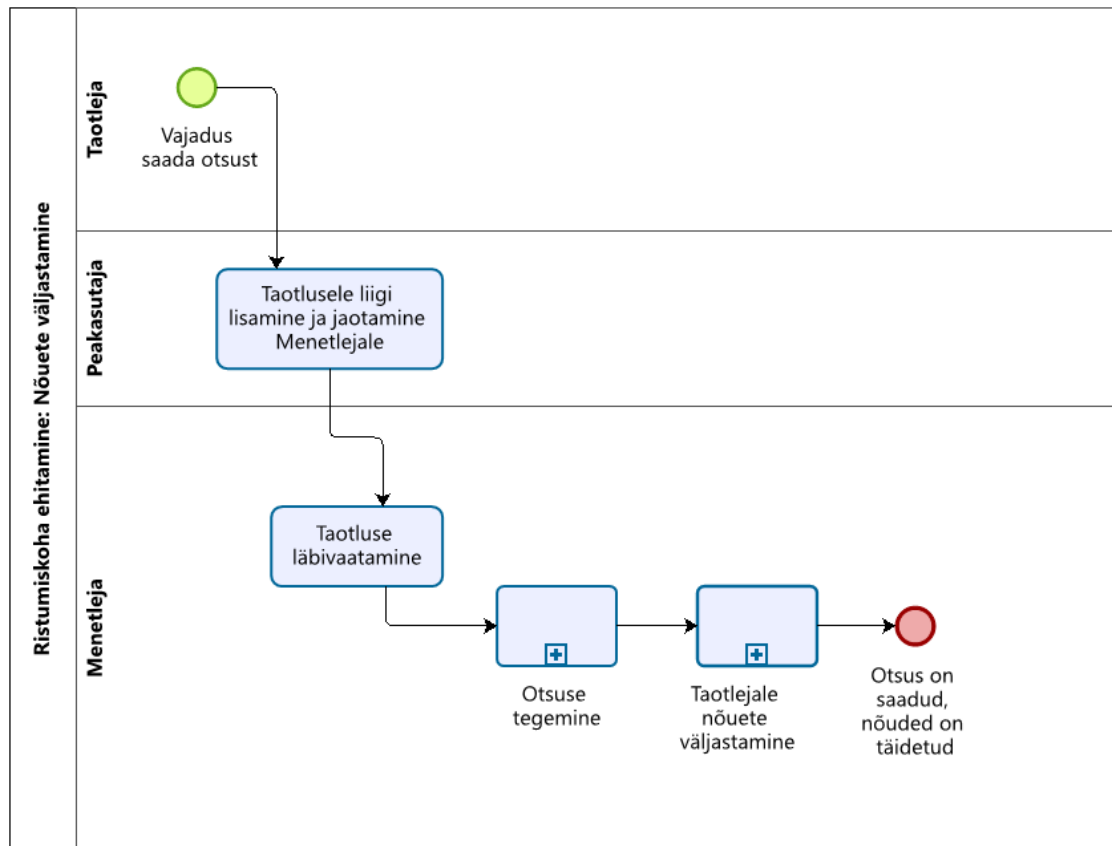 Ristumiskoha ehitamine: Nõuete väljastamine
Taotleja
Vajadus
saada otsust
Peakasutaja
Taotlusele liigi
lisamine ja jaotamine
Menetlejale
Menetleja
Taotluse
läbivaatamine
Otsuse
tegemine
Taotlejale
nõuete
väljastamine
Otsus on
saadud,
nõuded on
täidetud